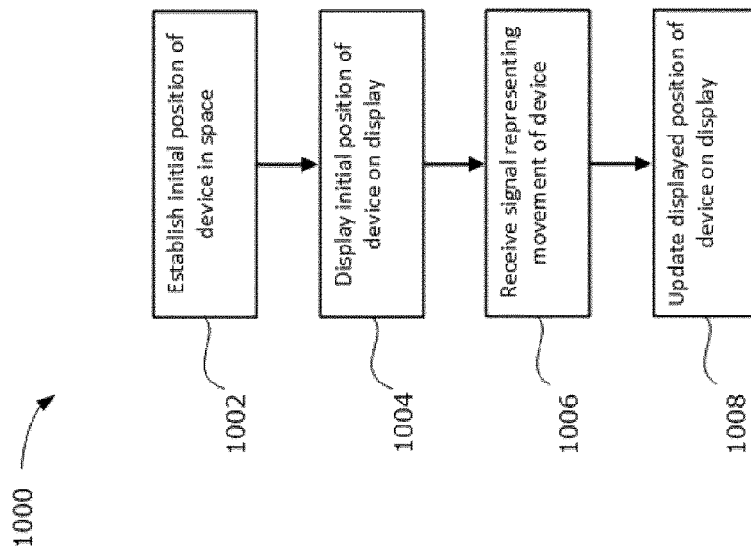 1000
1002
Establish initial position of
device in space
1004
Display initial position of
device on display
1006
Receive signal representing
movement of device
1008
Update displayed position of
device on display